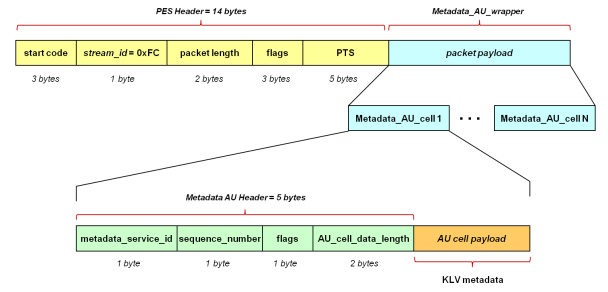 PES Header = 14 bytes
Metadata_AU_wrapper
start code
stream_id = 0xFC
packet length
flags
PTS
packet payload
3 bytes
1 byte
2 bytes
3 bytes
5 bytes
Metadata_AU_cell 1
• • •
Metadata_AU_cell N
Metadata AU Header = 5 bytes
metadata_service_id
sequence_number
flags
AU_cell_data_length
AU cell payload
1 byte
1 byte
1 byte
2 bytes
KLV metadata